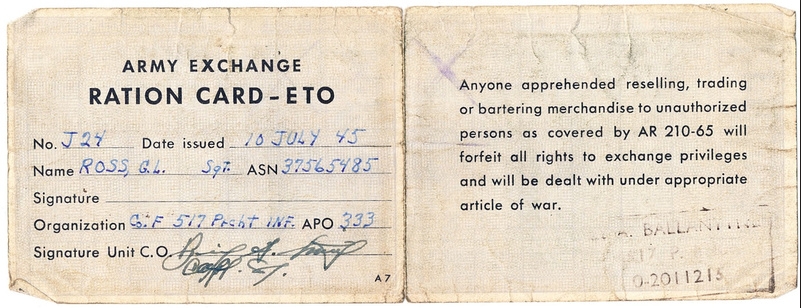 ARMY EXCHANGE
RATION CARD-ETO
No. J24 Date issued 10 JULY 45
Name ROSS, G.L. Sgt. ASN 37565485
Signature
Organization Co. F 517 Prcht INF. APO 333
Signature Unit C.O.
Capt.
A7
Anyone apprehended reselling, trading
or bartering merchandise to unauthorized
persons as covered by AR 210-65 will
forfeit all rights to exchange privileges
and will be dealt with under appropriate
article of war.
BALLANTYNE
O-2011215